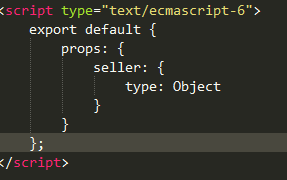 <script type="text/ecmascript-6">
    export default {
        props: {
            seller: {
                type: Object
            }
        }
    };
</script>